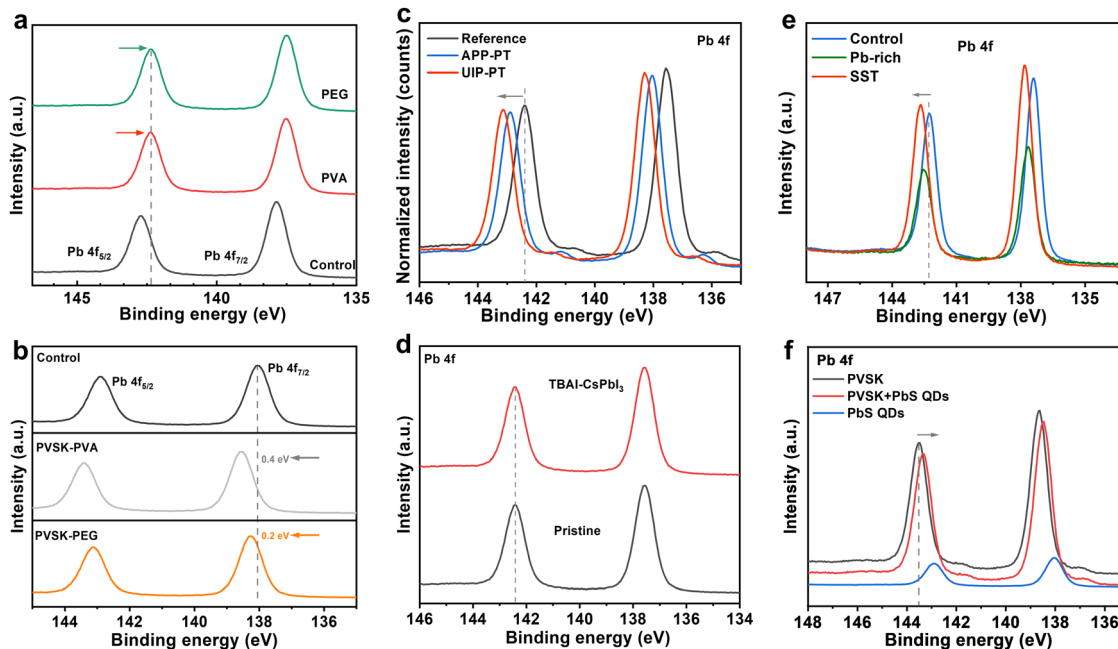 a
PEG
PVA
Pb 4f5/2
Pb 4f7/2
Control
Intensity (a.u.)
145
140
135
Binding energy (eV)
b
Control
Pb 4f5/2
Pb 4f7/2
PVSK-PVA
0.4 eV
PVSK-PEG
0.2 eV
Intensity (a.u.)
144
141
138
135
Binding energy (eV)
c
Reference
APP-PT
UIP-PT
Pb 4f
Normalized intensity (counts)
146
144
142
140
138
136
Binding energy (eV)
d
Pb 4f
TBAI-CsPbI3
Pristine
Intensity (a.u.)
146
144
142
140
138
136
134
Binding energy (eV)
e
Control
Pb-rich
SST
Pb 4f
Intensity (a.u.)
147
144
141
138
135
Binding energy (eV)
f
Pb 4f
PVSK
PVSK+PbS QDs
PbS QDs
Intensity (a.u.)
148
146
144
142
140
138
136
Binding energy (eV)